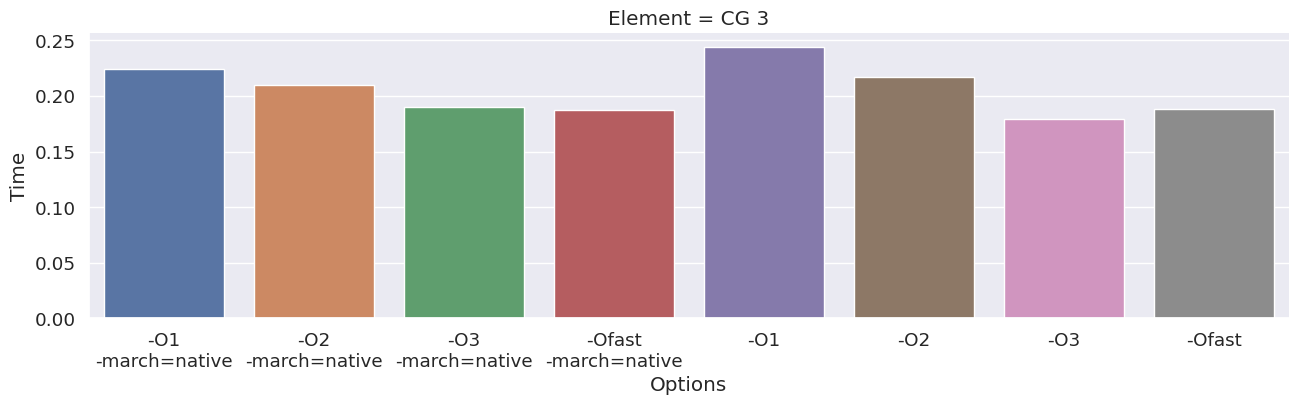 Element = CG 3
Time
0.25
0.20
0.15
0.10
0.05
0.00
-O1 -O2 -O3 -Ofast -O1 -O2 -O3 -Ofast
-march=native -march=native -march=native -march=native
Options